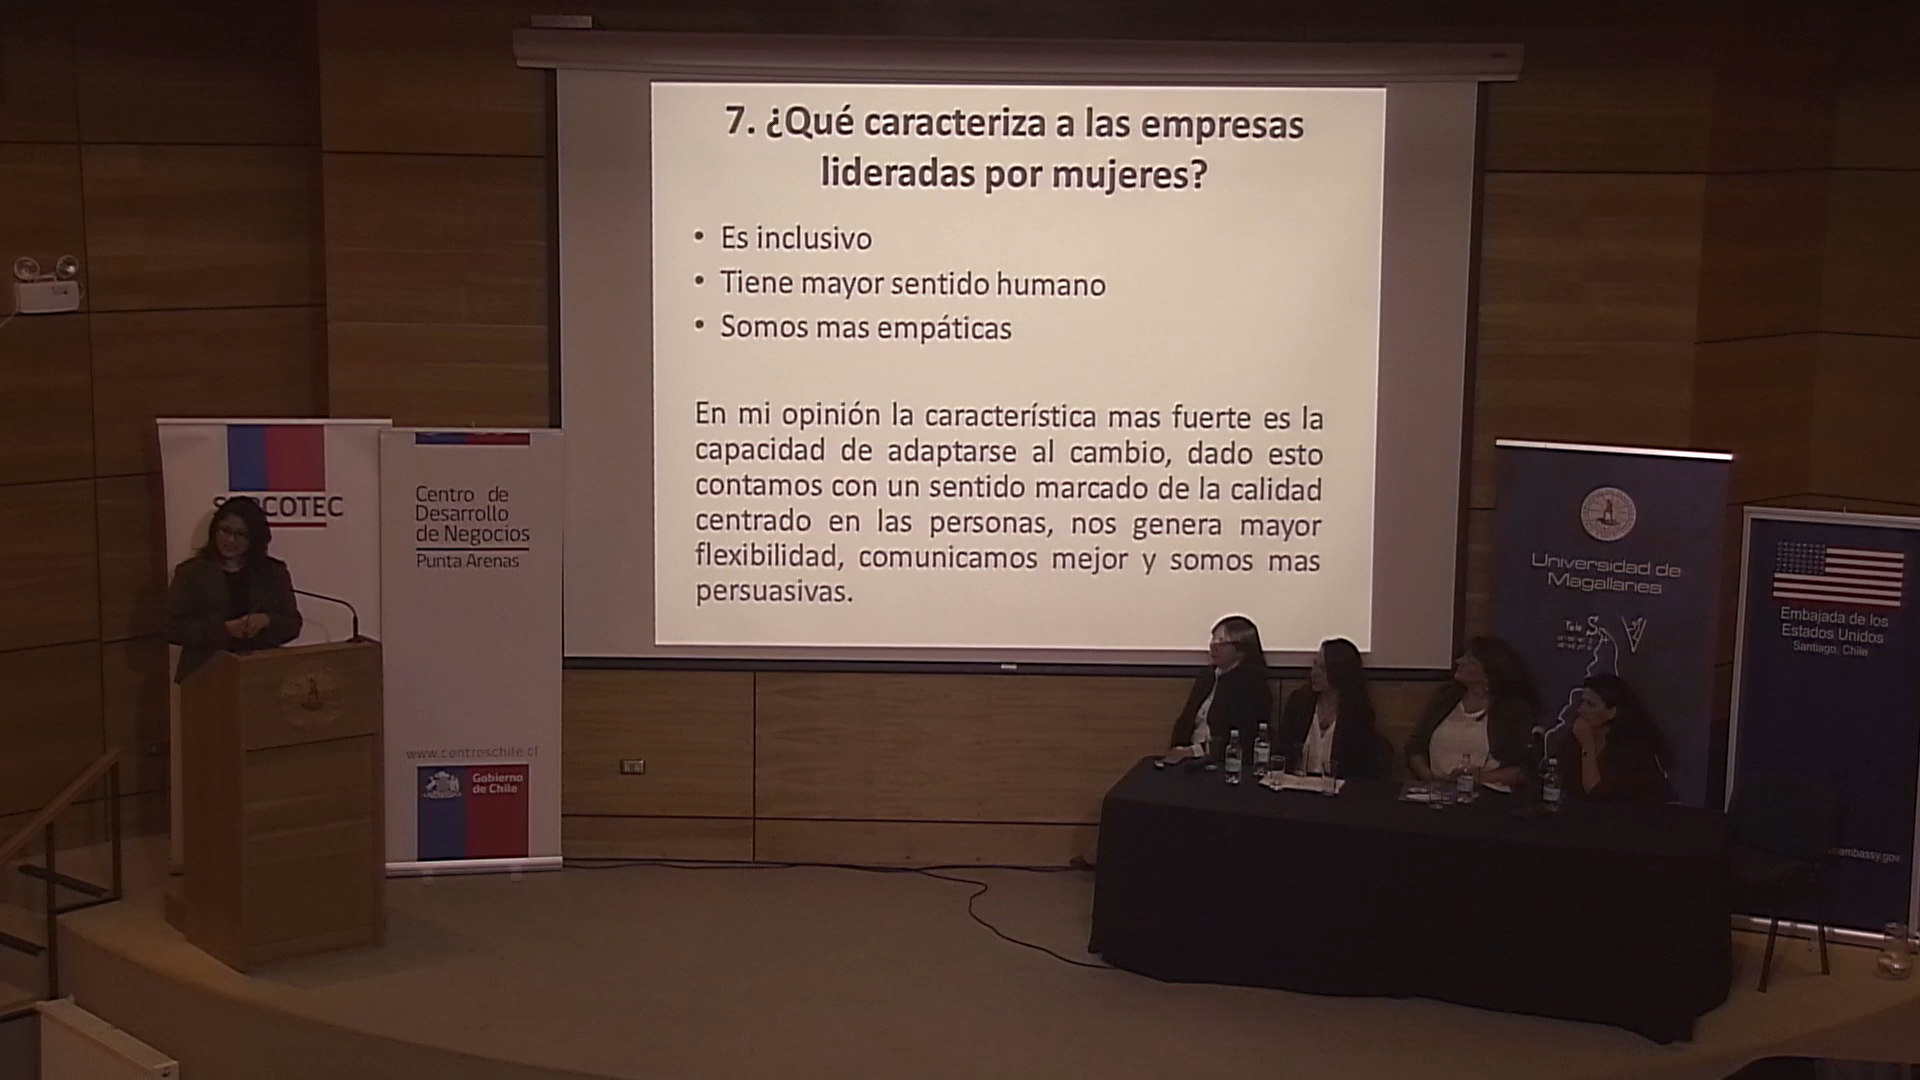 7. ¿Qué caracteriza a las empresas
lideradas por mujeres?
• Es inclusivo
• Tiene mayor sentido humano
• Somos mas empáticas
En mi opinión la característica mas fuerte es la
capacidad de adaptarse al cambio, dado esto
contamos con un sentido marcado de la calidad
centrado en las personas, nos genera mayor
flexibilidad, comunicamos mejor y somos mas
persuasivas.
COTEC
Centro de
Desarrollo
de Negocios
Punta Arenas
www.centroschile.cl
Gobierno
de Chile
Universidad de
Magallanes
Embajada de los
Estados Unidos
Santiago, Chile